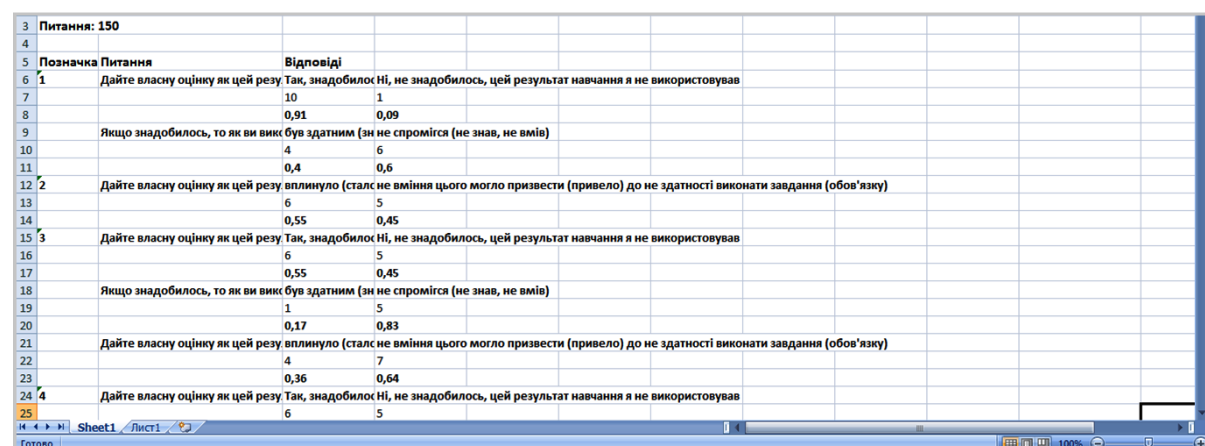 3 Питання: 150
4
5 Позначка Питання Відповіді
6 1 Дайте власну оцінку як цей резу Так, знадобилос Ні, не знадобилось, цей результат навчання я не використовував
7 10 1
8 0,91 0,09
9 Якщо знадобилось, то як ви вико був здатним (зн не спромігся (не знав, не вмів)
10 4 6
11 0,4 0,6
12 2 Дайте власну оцінку як цей резу вплинуло (стало не вміння цього могло призвести (привело) до не здатності виконати завдання (обов'язку)
13 6 5
14 0,55 0,45
15 3 Дайте власну оцінку як цей резу Так, знадобилос Ні, не знадобилось, цей результат навчання я не використовував
16 6 5
17 0,55 0,45
18 Якщо знадобилось, то як ви вико був здатним (зн не спромігся (не знав, не вмів)
19 1 5
20 0,17 0,83
21 Дайте власну оцінку як цей резу вплинуло (стало не вміння цього могло призвести (привело) до не здатності виконати завдання (обов'язку)
22 4 7
23 0,36 0,64
24 4 Дайте власну оцінку як цей резу Так, знадобилос Ні, не знадобилось, цей результат навчання я не використовував
25 6 5
Sheet1 Лист1
Готово 100%